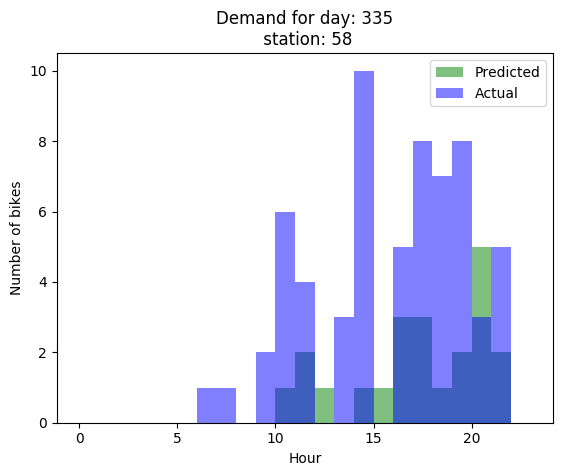 Demand for day: 335
station: 58
Predicted
Actual
Number of bikes
10
8
6
4
2
0
0 5 10 15 20
Hour